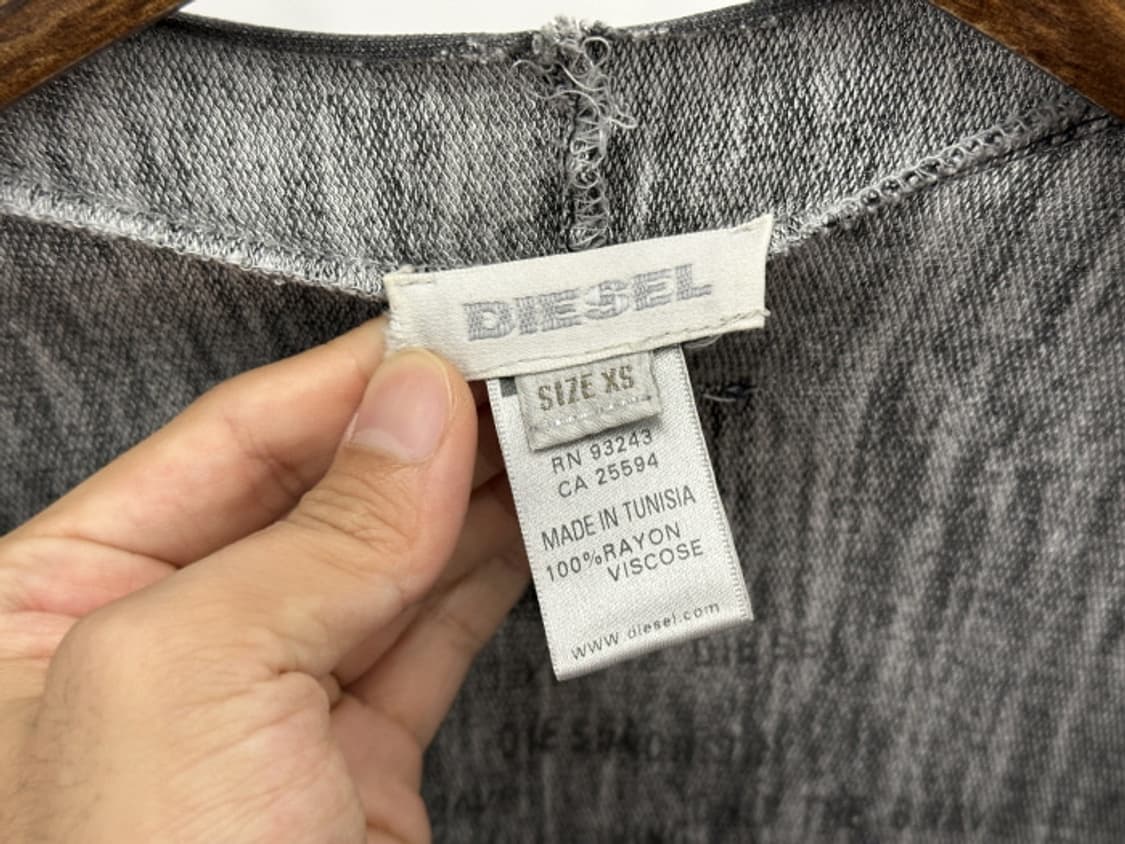 DIESEL
SIZE XS
RN 93243
CA 25594
MADE IN TUNISIA
100%RAYON
VISCOSE
www.diesel.com